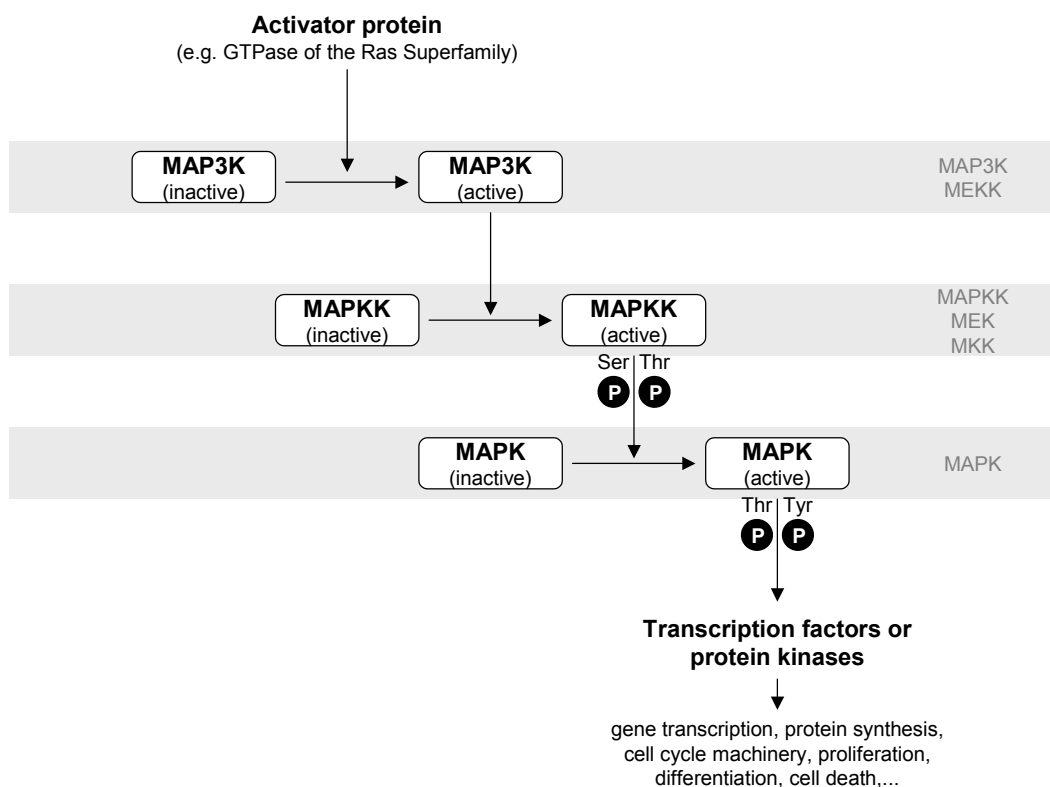 Activator protein
(e.g. GTPase of the Ras Superfamily)
MAP3K
(inactive)
MAP3K
(active)
MAP3K
MEKK
MAPKK
(inactive)
MAPKK
(active)
MAPKK
MEK
MKK
Ser Thr
P P
MAPK
(inactive)
MAPK
(active)
MAPK
Thr Tyr
P P
Transcription factors or
protein kinases
gene transcription, protein synthesis,
cell cycle machinery, proliferation,
differentiation, cell death,...